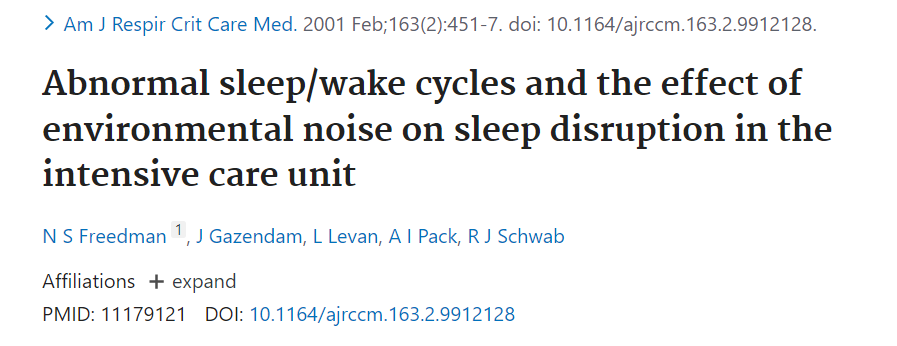 > Am J Respir Crit Care Med. 2001 Feb;163(2):451-7. doi: 10.1164/ajrccm.163.2.9912128.
Abnormal sleep/wake cycles and the effect of
environmental noise on sleep disruption in the
intensive care unit
N S Freedman 1, J Gazendam, L Levan, A I Pack, R J Schwab
Affiliations + expand
PMID: 11179121 DOI: 10.1164/ajrccm.163.2.9912128